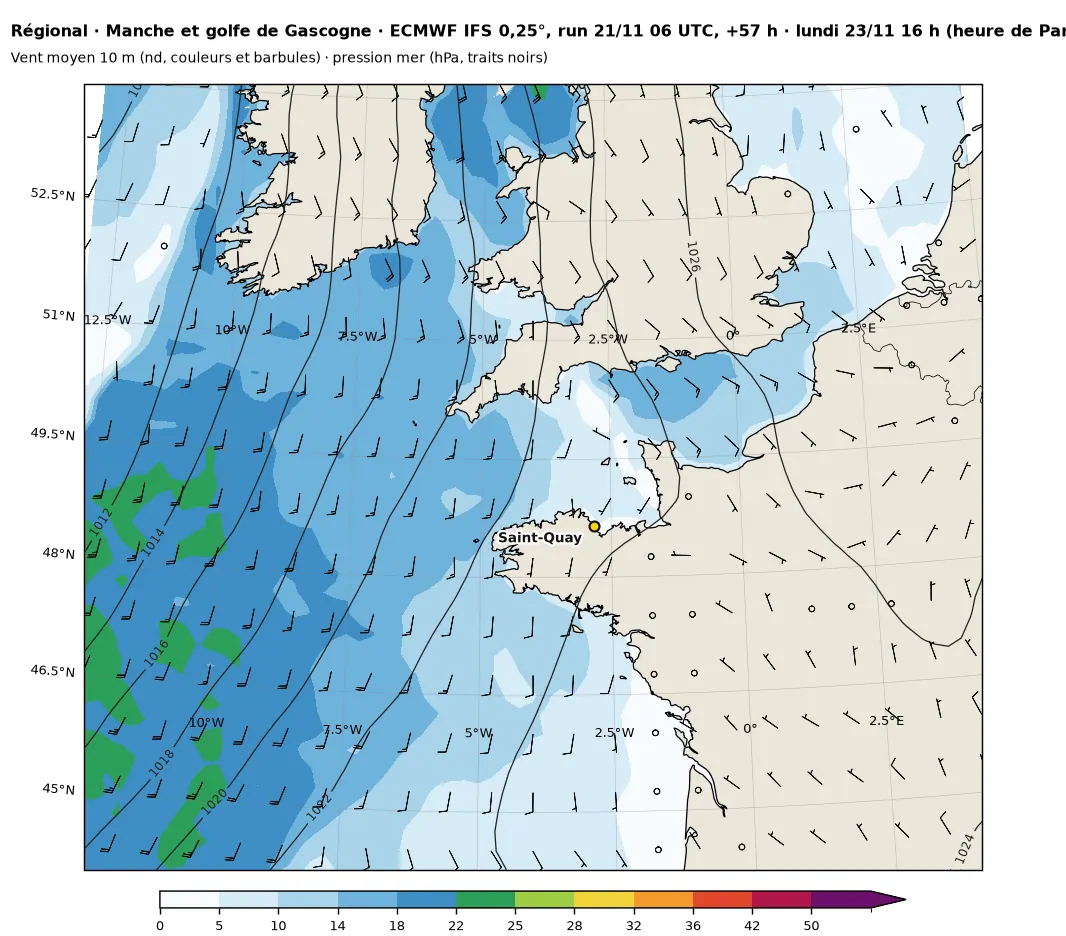 Régional · Manche et golfe de Gascogne · ECMWF IFS 0,25°, run 21/11 06 UTC, +57 h · lundi 23/11 16 h (heure de Par
Vent moyen 10 m (nd, couleurs et barbules) · pression mer (hPa, traits noirs)
10
52.5°N
1026
51°N
12.5°W
10°W
7.5°W
5°W
2.5°W
0°
2.5°E
49.5°N
1012
1014
48°N
Saint-Quay
1016
46.5°N
10°W
7.5°W
5°W
2.5°W
0°
2.5°E
1018
45°N
1020
1022
1024
0 5 10 14 18 22 25 28 32 36 42 50